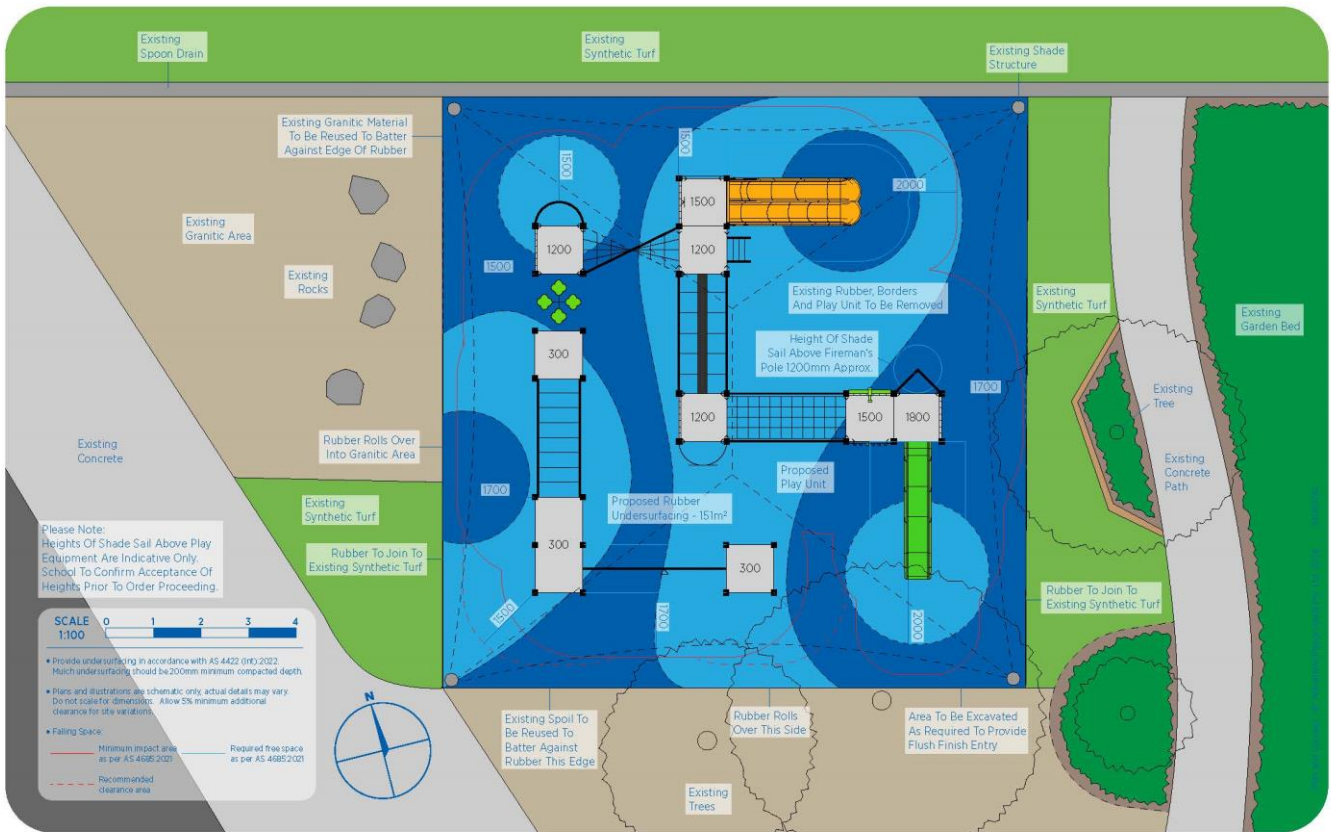 Existing
Spoon Drain
Existing
Synthetic Turf
Existing Shade
Structure
Existing Granitic Material
To Be Reused To Batter
Against Edge Of Rubber
1500
1500
1500
2000
Existing
Granitic Area
1200
1200
1500
Existing
Rocks
Existing Rubber, Borders
And Play Unit To Be Removed
Existing
Synthetic Turf
Existing
Garden Bed
300
Height Of Shade
Sail Above Fireman's
Pole 1200mm Approx.
1700
Existing
Tree
1200
1500
1800
Existing
Concrete
Rubber Rolls Over
Into Granitic Area
Existing
Concrete
Path
1700
Proposed
Play Unit
Existing
Synthetic Turf
Proposed Rubber
Undersurfacing - 151m²
Please Note:
Heights Of Shade Sail Above Play
Equipment Are Indicative Only.
School To Confirm Acceptance Of
Heights Prior To Order Proceeding.
Rubber To Join To
Existing Synthetic Turf
300
300
Rubber To Join To
Existing Synthetic Turf
1500
1700
2000
SCALE
1:100
0 1 2 3 4
• Provide undersurfacing in accordance with AS 4422 (Int):2022.
Mulch undersurfacing should be 200mm minimum compacted depth.
• Plans and illustrations are schematic only, actual details may vary.
Do not scale for dimensions. Allow 5% minimum additional
clearance for site variations.
• Falling Space:
Minimum impact area
as per AS 4685:2021
Required free space
as per AS 4685:2021
Recommended
clearance area
N
Existing Spoil To
Be Reused To
Batter Against
Rubber This Edge
Rubber Rolls
Over This Side
Area To Be Excavated
As Required To Provide
Flush Finish Entry
Existing
Trees